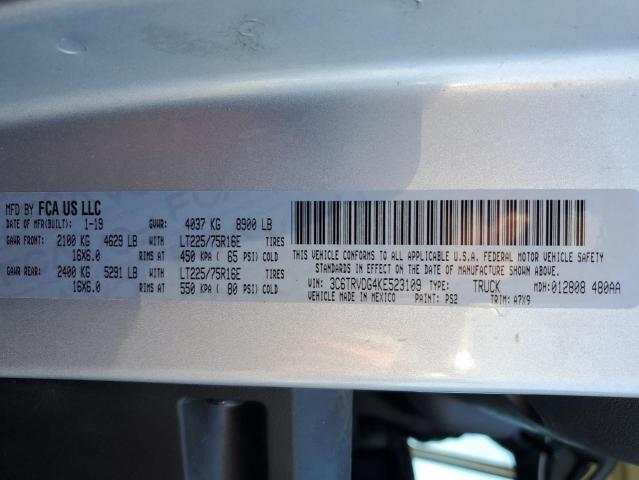 MFD BY FCA US LLC
DATE OF MFR(BUILT): 1-19 GVWR: 4037 KG 8900 LB
GAWR FRONT: 2100 KG 4629 LB WITH LT225/75R16E TIRES
16X6.0 RIMS AT 450 KPA ( 65 PSI) COLD
GAWR REAR: 2400 KG 5291 LB WITH LT225/75R16E TIRES
16X6.0 RIMS AT 550 KPA ( 80 PSI) COLD
THIS VEHICLE CONFORMS TO ALL APPLICABLE U.S.A. FEDERAL MOTOR VEHICLE SAFETY
STANDARDS IN EFFECT ON THE DATE OF MANUFACTURE SHOWN ABOVE.
VIN: 3C6TRVDG4KE523109 TYPE: TRUCK MDH:012808 480AA
MADE IN MEXICO PAINT: PS2 TRIM: A7X9